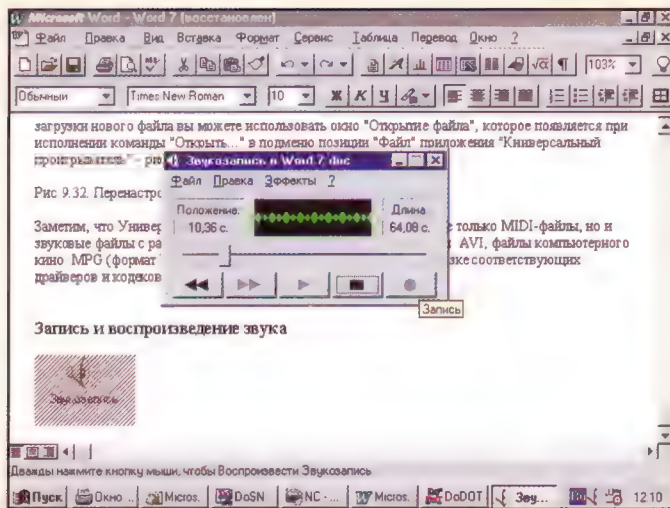 Microsoft Word - Word 7 (восстановлен)
Файл Правка Вид Вставка Формат Сервис Таблица Перевод Окно ?
103%
Обычный Times New Roman 10 Ж К Ч
загрузки нового файла вы можете использовать окно "Открытие файла", которое появляется при
исполнении команды "Открыть..." в подменю позиции "Файл" приложения "Универсальный
проигрыватель" – рис
Звукозапись в Word 7.doc
Файл Правка Эффекты ?
Положение: 10,36 с.
Длина 64,08 с.
Рис 9.32. Перенастро
Заметим, что Универ
е только MIDI-файлы, но и
звуковые файлы с ра
AVI, файлы компьютерного
кино MPG (формат
зке соответствующих
драйверов и кодеков
Запись
Запись и воспроизведение звука
Звукозапись
Дважды нажмите кнопку мыши, чтобы Воспроизвести Звукозапись
Пуск Окно .. Micros. DoSN NC - ... Micros. DoDOT Зву... 12:10